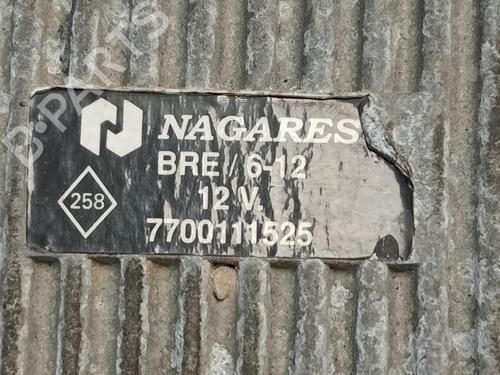 B-PARTS
NAGARES
BRE / 6-12
258
12 V.
7700111525